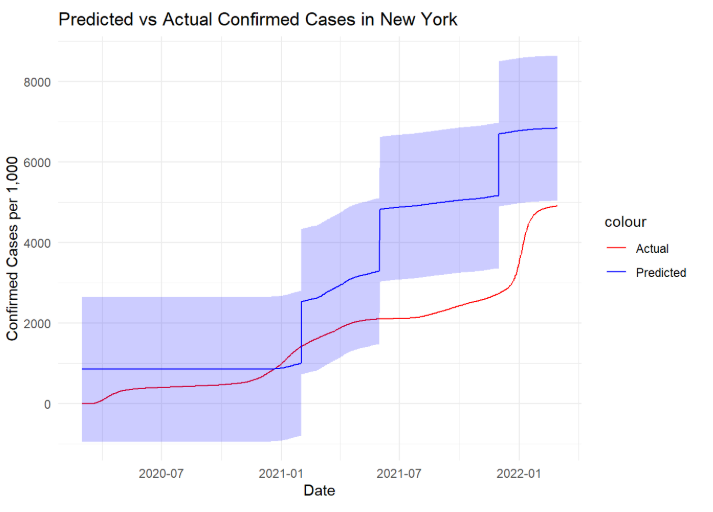 Predicted vs Actual Confirmed Cases in New York
Confirmed Cases per 1,000
8000
6000
4000
2000
0
2020-07
2021-01
2021-07
2022-01
Date
colour
Actual
Predicted